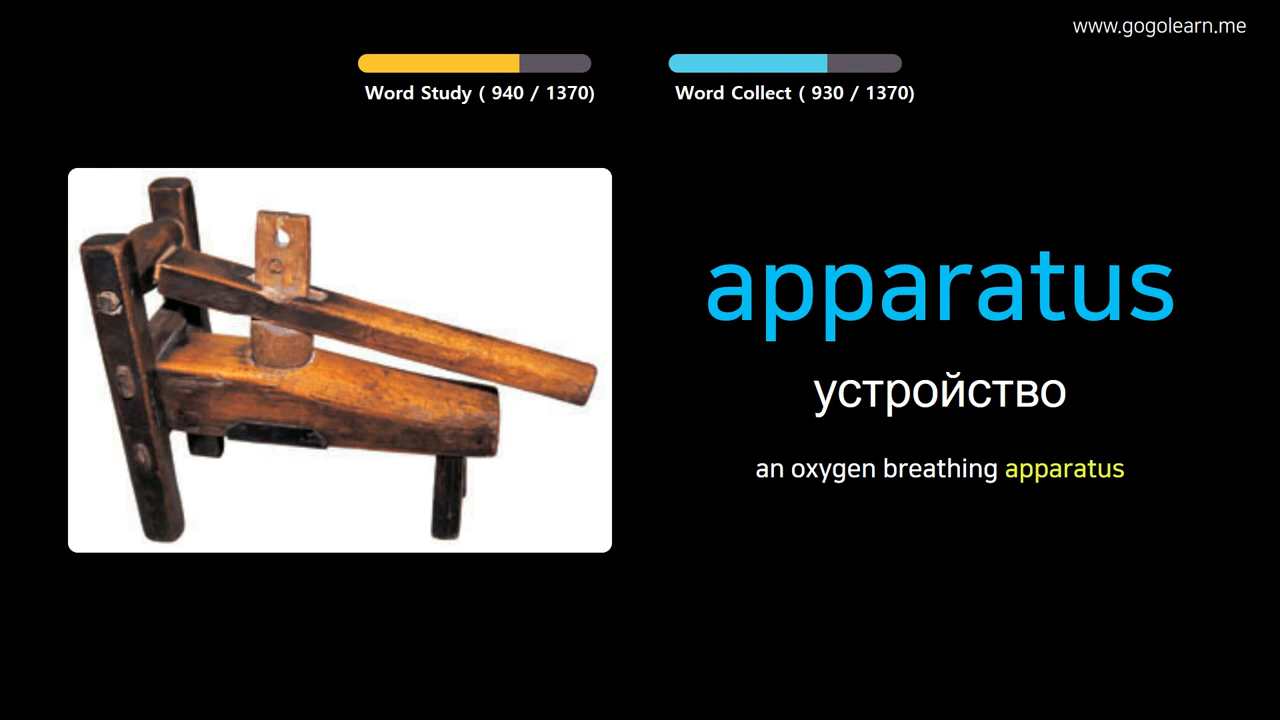 www.gogolearn.me
Word Study ( 940 / 1370)
Word Collect ( 930 / 1370)
apparatus
устройство
an oxygen breathing apparatus